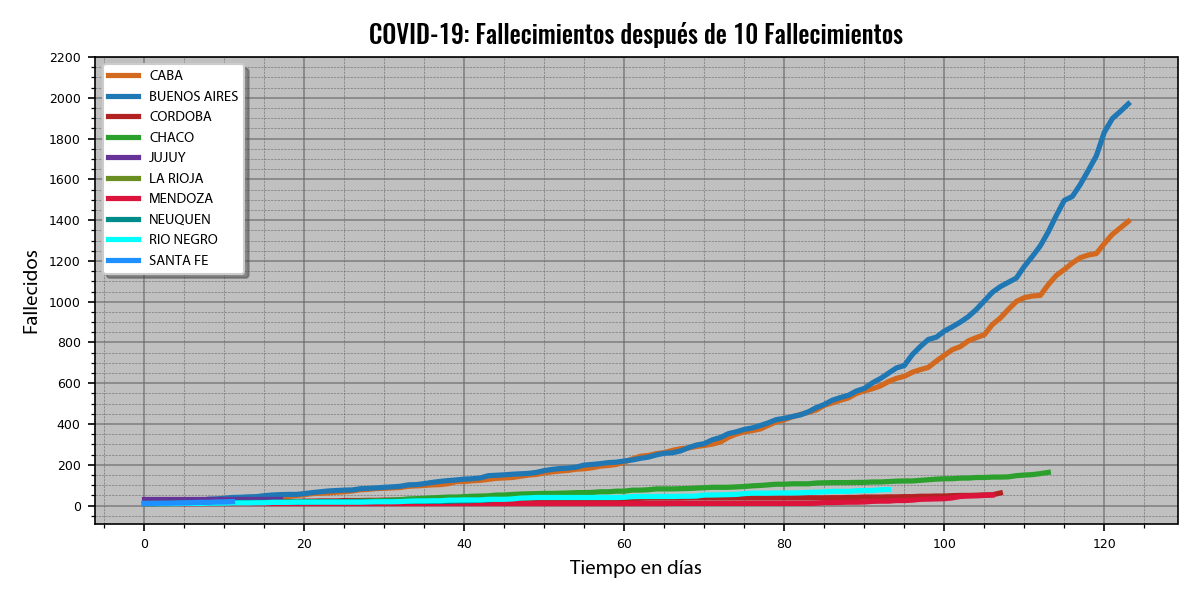 COVID-19: Fallecimientos después de 10 Fallecimientos
2200
2000
1800
1600
1400
1200
1000
800
600
400
200
0
Fallecidos
CABA
BUENOS AIRES
CORDOBA
CHACO
JUJUY
LA RIOJA
MENDOZA
NEUQUEN
RIO NEGRO
SANTA FE
0 20 40 60 80 100 120
Tiempo en días